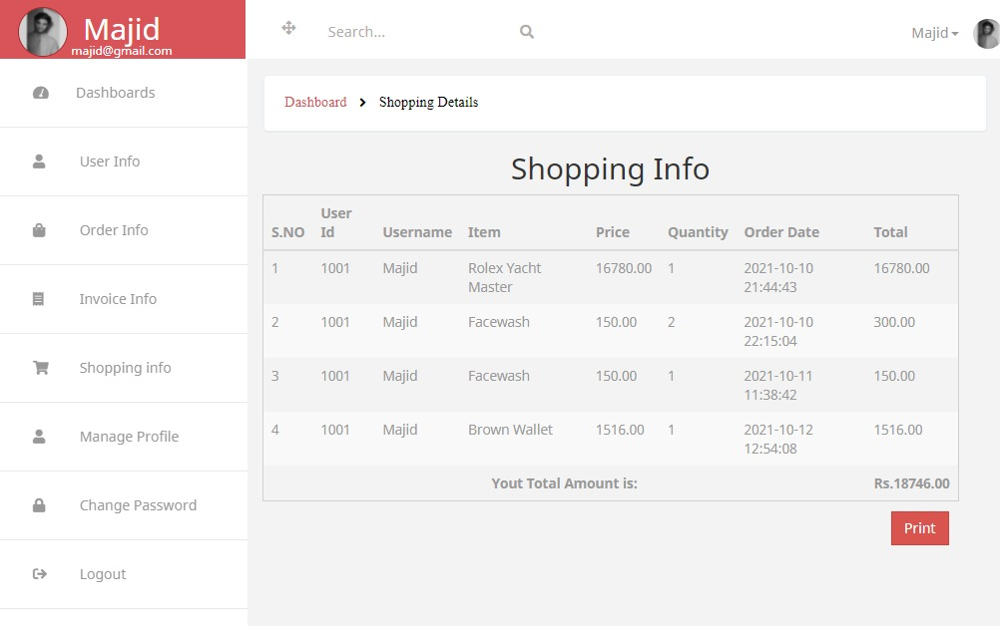 Majid
majid@gmail.com
Search...
Majid
Dashboards
User Info
Order Info
Invoice Info
Shopping info
Manage Profile
Change Password
Logout
Dashboard Shopping Details
Shopping Info
S.NO User Id Username Item Price Quantity Order Date Total
1 1001 Majid Rolex Yacht Master 16780.00 1 2021-10-10 21:44:43 16780.00
2 1001 Majid Facewash 150.00 2 2021-10-10 22:15:04 300.00
3 1001 Majid Facewash 150.00 1 2021-10-11 11:38:42 150.00
4 1001 Majid Brown Wallet 1516.00 1 2021-10-12 12:54:08 1516.00
Yout Total Amount is: Rs.18746.00
Print